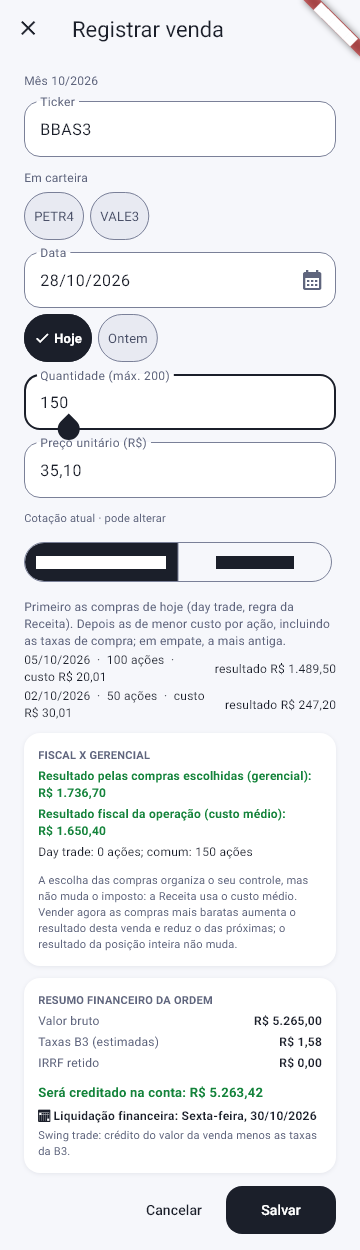 Registrar venda
Mês 10/2026
Ticker
BBAS3
Em carteira
PETR4
VALE3
Data
28/10/2026
Hoje
Ontem
Quantidade (máx. 200)
150
Preço unitário (R$)
35,10
Cotação atual · pode alterar
Primeiro as compras de hoje (day trade, regra da
Receita). Depois as de menor custo por ação, incluindo
as taxas de compra; em empate, a mais antiga.
05/10/2026 · 100 ações ·
custo R$ 20,01
resultado R$ 1.489,50
02/10/2026 · 50 ações · custo
R$ 30,01
resultado R$ 247,20
FISCAL X GERENCIAL
Resultado pelas compras escolhidas (gerencial):
R$ 1.736,70
Resultado fiscal da operação (custo médio):
R$ 1.650,40
Day trade: 0 ações; comum: 150 ações
A escolha das compras organiza o seu controle, mas
não muda o imposto: a Receita usa o custo médio.
Vender agora as compras mais baratas aumenta o
resultado desta venda e reduz o das próximas; o
resultado da posição inteira não muda.
RESUMO FINANCEIRO DA ORDEM
Valor bruto R$ 5.265,00
Taxas B3 (estimadas) R$ 1,58
IRRF retido R$ 0,00
Será creditado na conta: R$ 5.263,42
Liquidação financeira: Sexta-feira, 30/10/2026
Swing trade: crédito do valor da venda menos as taxas
da B3.
Cancelar
Salvar